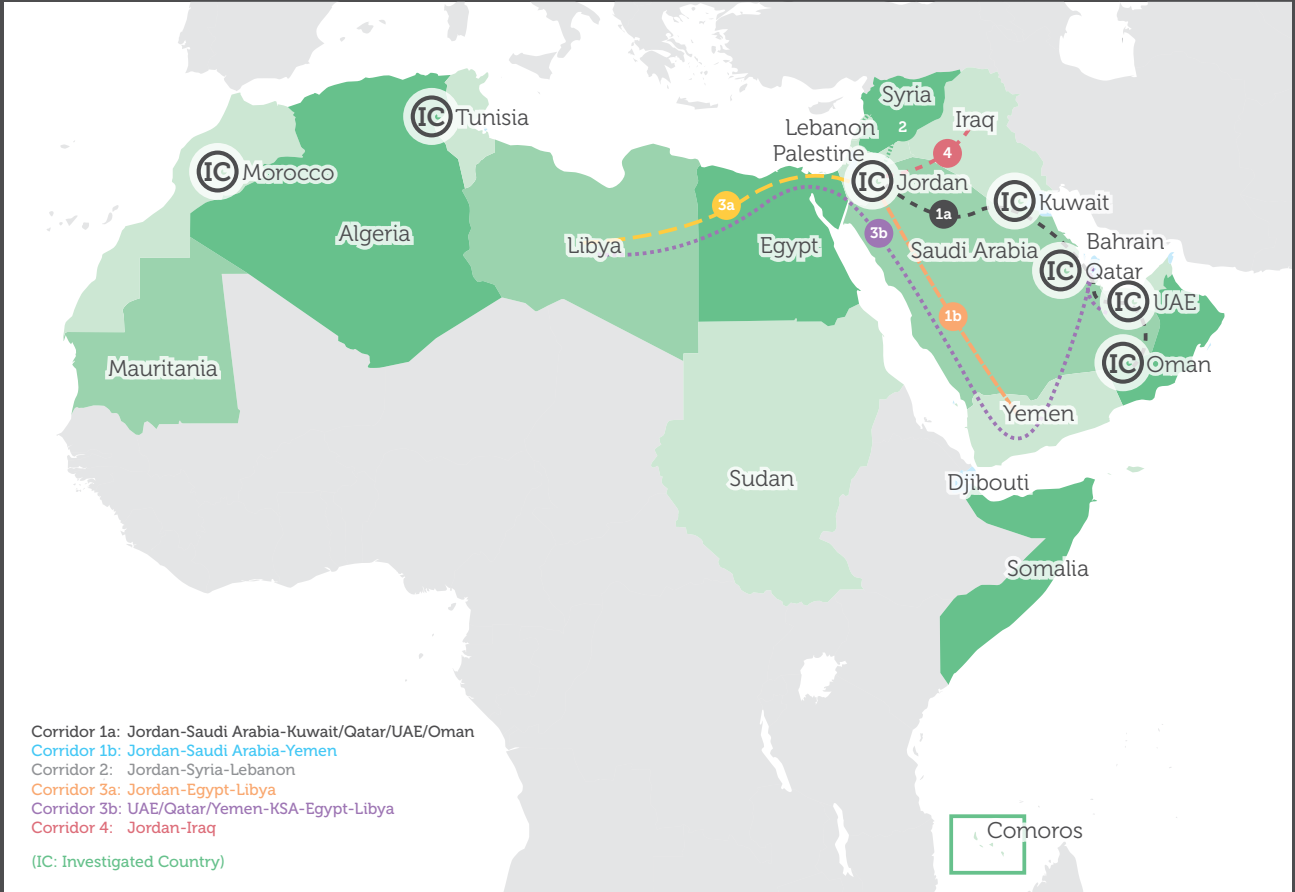 Syria
2
Iraq
Lebanon
Palestine
4
IC Tunisia
IC Morocco
IC Jordan
IC Kuwait
1a
3a
3b
Algeria
Libya
Egypt
Saudi Arabia
Bahrain
IC Qatar
IC UAE
1b
IC Oman
Mauritania
Yemen
Sudan
Djibouti
Somalia
Comoros
Corridor 1a: Jordan-Saudi Arabia-Kuwait/Qatar/UAE/Oman
Corridor 1b: Jordan-Saudi Arabia-Yemen
Corridor 2: Jordan-Syria-Lebanon
Corridor 3a: Jordan-Egypt-Libya
Corridor 3b: UAE/Qatar/Yemen-KSA-Egypt-Libya
Corridor 4: Jordan-Iraq
(IC: Investigated Country)